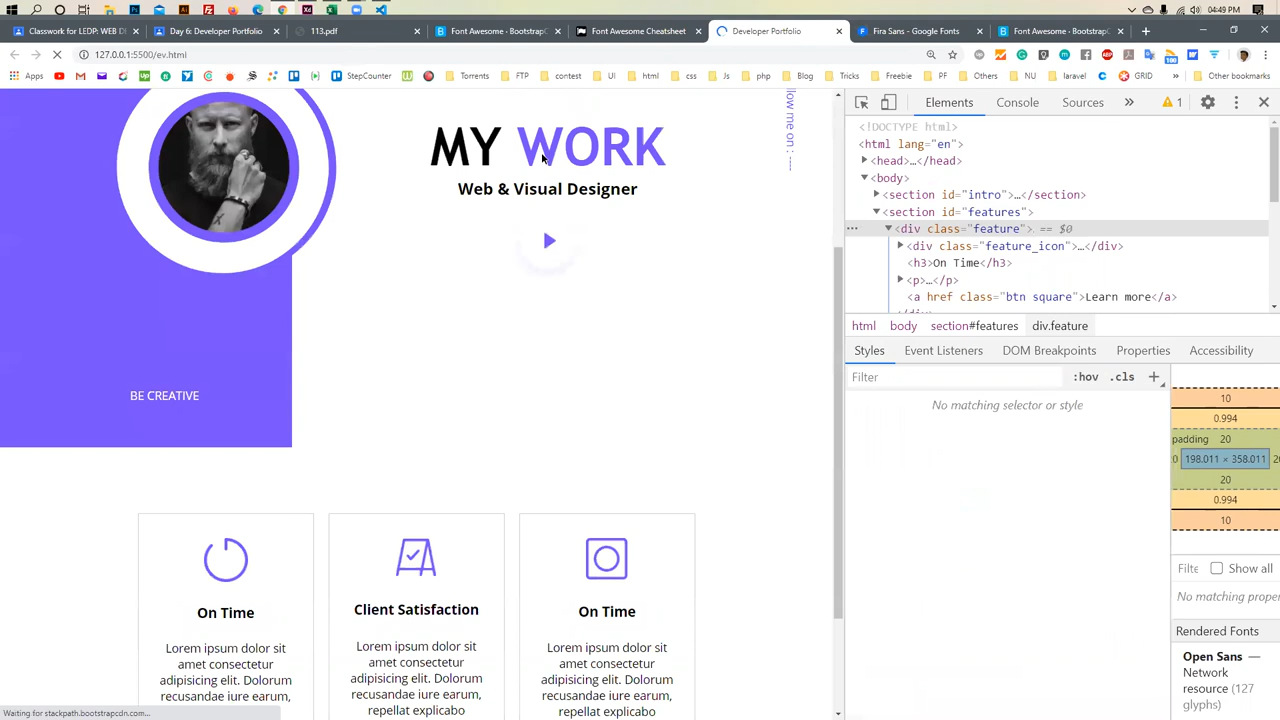 04:49 PM
Classwork for LEDP: WEB DI
Day 6: Developer Portfolio
113.pdf
Font Awesome - BootstrapC
Font Awesome Cheatsheet
Developer Portfolio
Fira Sans - Google Fonts
Font Awesome · BootstrapC
127.0.0.1:5500/ev.html
Apps
StepCounter
Torrents
FTP
contest
UI
html
css
Js
php
Blog
Tricks
Freebie
PF
Others
NU
laravel
GRID
»
Other bookmarks
MY WORK
Web & Visual Designer
llow me on : ---
BE CREATIVE
On Time
Lorem ipsum dolor sit
amet consectetur
adipisicing elit. Dolorum
recusandae iure earum,
Client Satisfaction
Lorem ipsum dolor sit
amet consectetur
adipisicing elit. Dolorum
recusandae iure earum,
repellat explicabo
On Time
Lorem ipsum dolor sit
amet consectetur
adipisicing elit. Dolorum
recusandae iure earum,
repellat explicabo
Waiting for stackpath.bootstrapcdn.com...
Elements
Console
Sources
»
1
<!DOCTYPE html>
<html lang="en">
<head>…</head>
<body>
<section id="intro">…</section>
<section id="features">
<div class="feature"> == $0
<div class="feature_icon">…</div>
<h3>On Time</h3>
<p>…</p>
<a href class="btn square">Learn more</a>
html
body
section#features
div.feature
Styles
Event Listeners
DOM Breakpoints
Properties
Accessibility
Filter
:hov
.cls
+
No matching selector or style
10
0.994
padding
20
198.011 × 358.011
20
0.994
10
Filte
Show all
No matching proper
Rendered Fonts
Open Sans —
Network
resource (127
glyphs)